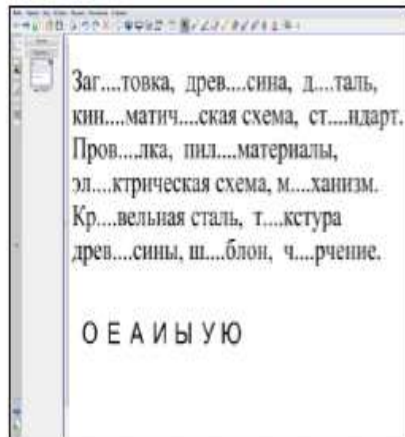 Заг....товка, древ....сина, д....таль,
кин....матич....ская схема, ст....ндарт.
Пров....лка, пил....материалы,
эл....ктрическая схема, м....ханизм.
Кр....вельная сталь, т....кстура
древ....сины, ш....блон, ч....рчение.
О Е А И Ы У Ю